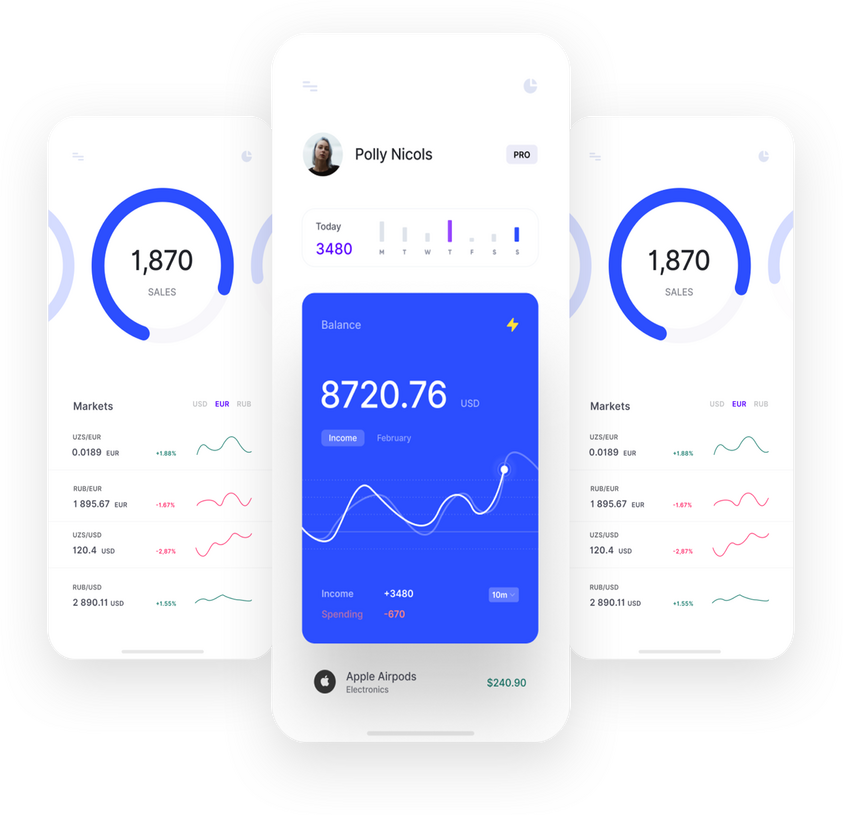 1,870
SALES
Markets
USD EUR RUB
UZS/EUR
0.0189 EUR +1.88%
RUB/EUR
1 895.67 EUR -1.67%
UZS/USD
120.4 USD -2,87%
RUB/USD
2 890.11 USD +1.55%
Polly Nicols PRO
Today
3480
M T W T F S S
Balance
8720.76 USD
Income February
Income +3480 10m
Spending -670
Apple Airpods
Electronics
$240.90
1,870
SALES
Markets
USD EUR RUB
UZS/EUR
0.0189 EUR +1.88%
RUB/EUR
1 895.67 EUR -1.67%
UZS/USD
120.4 USD -2,87%
RUB/USD
2 890.11 USD +1.55%